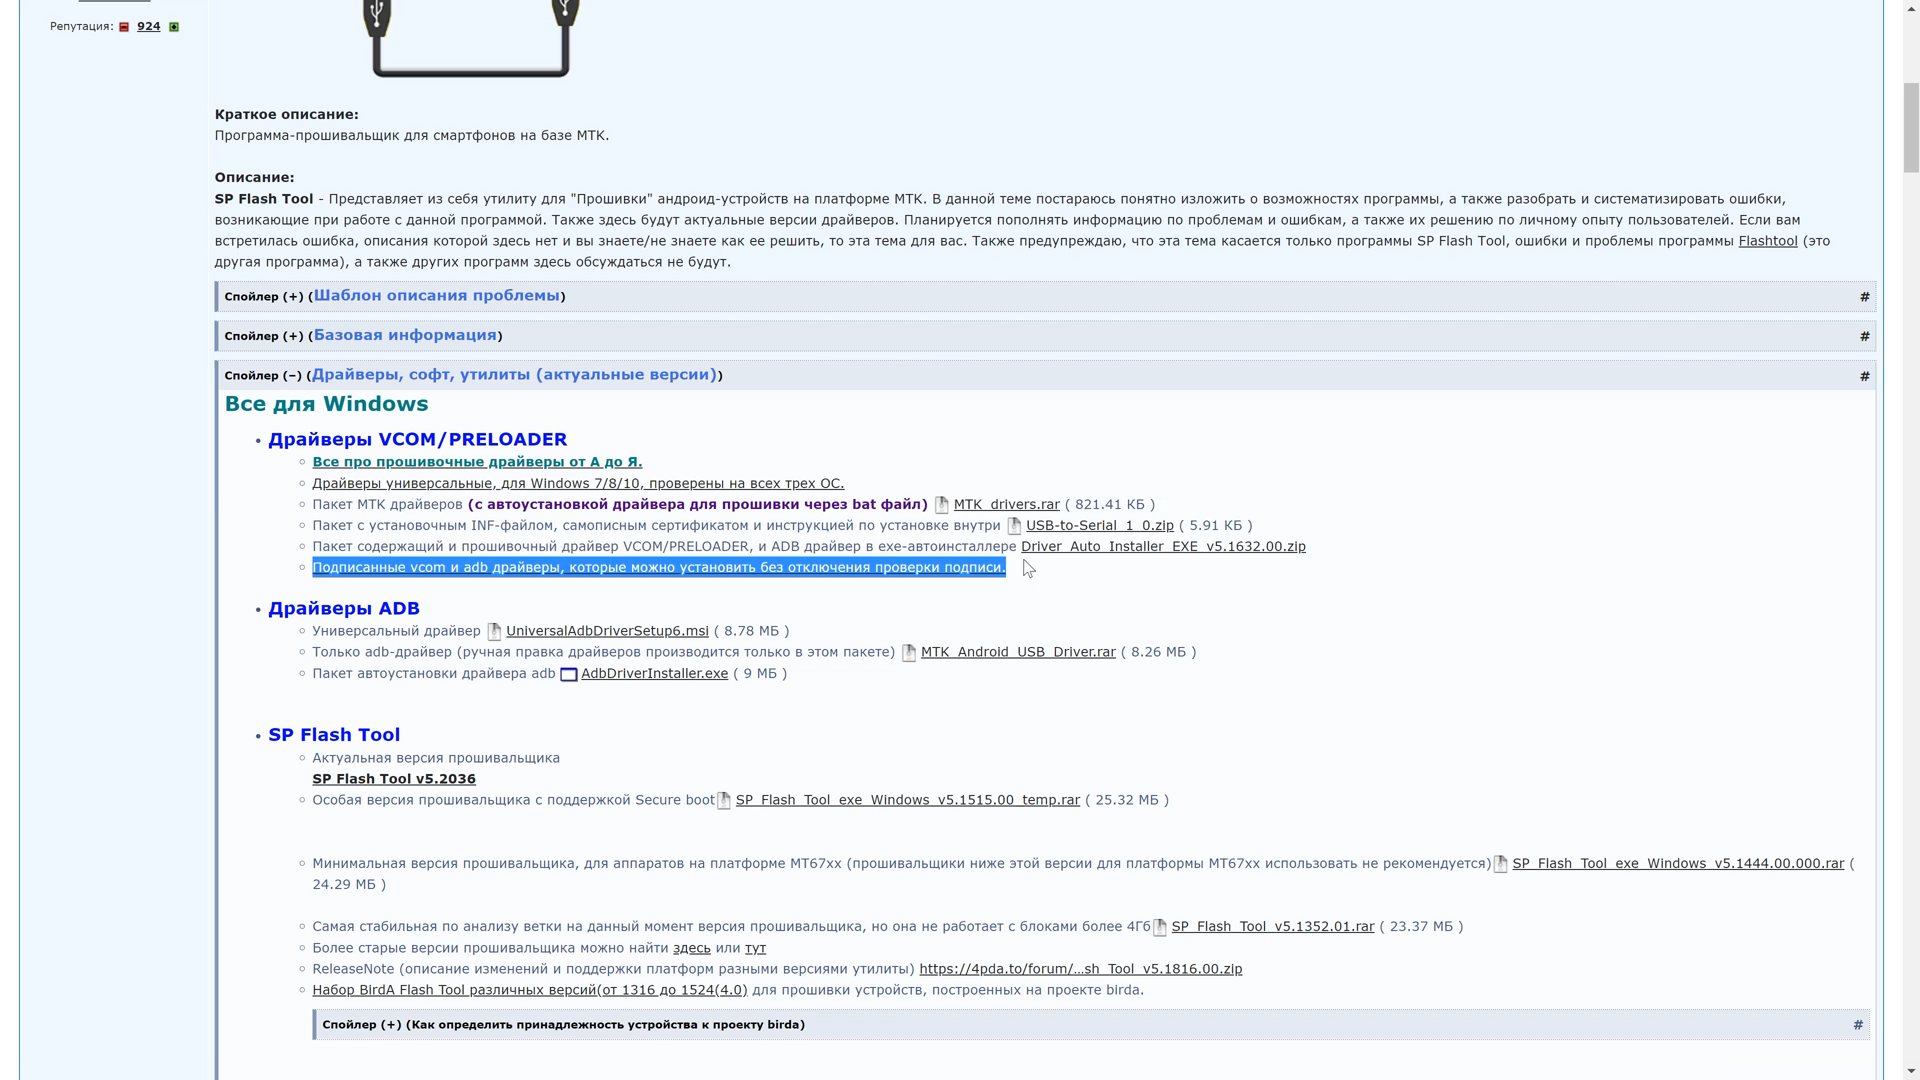 Репутация: 924
Краткое описание:
Программа-прошивальщик для смартфонов на базе МТК.
Описание:
SP Flash Tool - Представляет из себя утилиту для "Прошивки" андроид-устройств на платформе МТК. В данной теме постараюсь понятно изложить о возможностях программы, а также разобрать и систематизировать ошибки,
возникающие при работе с данной программой. Также здесь будут актуальные версии драйверов. Планируется пополнять информацию по проблемам и ошибкам, а также их решению по личному опыту пользователей. Если вам
встретилась ошибка, описания которой здесь нет и вы знаете/не знаете как ее решить, то эта тема для вас. Также предупреждаю, что эта тема касается только программы SP Flash Tool, ошибки и проблемы программы Flashtool (это
другая программа), а также других программ здесь обсуждаться не будут.
Спойлер (+) (Шаблон описания проблемы) #
Спойлер (+) (Базовая информация) #
Спойлер (−) (Драйверы, софт, утилиты (актуальные версии)) #
Все для Windows
• Драйверы VCOM/PRELOADER
Все про прошивочные драйверы от А до Я.
Драйверы универсальные, для Windows 7/8/10, проверены на всех трех ОС.
Пакет МТК драйверов (с автоустановкой драйвера для прошивки через bat файл) MTK_drivers.rar ( 821.41 КБ )
Пакет с установочным INF-файлом, самописным сертификатом и инструкцией по установке внутри USB-to-Serial_1_0.zip ( 5.91 КБ )
Пакет содержащий и прошивочный драйвер VCOM/PRELOADER, и ADB драйвер в exe-автоинсталлере Driver_Auto_Installer_EXE_v5.1632.00.zip
Подписанные vcom и adb драйверы, которые можно установить без отключения проверки подписи.
• Драйверы ADB
Универсальный драйвер UniversalAdbDriverSetup6.msi ( 8.78 МБ )
Только adb-драйвер (ручная правка драйверов производится только в этом пакете) MTK_Android_USB_Driver.rar ( 8.26 МБ )
Пакет автоустановки драйвера adb AdbDriverInstaller.exe ( 9 МБ )
• SP Flash Tool
Актуальная версия прошивальщика
SP Flash Tool v5.2036
Особая версия прошивальщика с поддержкой Secure boot SP_Flash_Tool_exe_Windows_v5.1515.00_temp.rar ( 25.32 МБ )
Минимальная версия прошивальщика, для аппаратов на платформе MT67xx (прошивальщики ниже этой версии для платформы MT67xx использовать не рекомендуется) SP_Flash_Tool_exe_Windows_v5.1444.00.000.rar (
24.29 МБ )
Самая стабильная по анализу ветки на данный момент версия прошивальщика, но она не работает с блоками более 4Гб SP_Flash_Tool_v5.1352.01.rar ( 23.37 МБ )
Более старые версии прошивальщика можно найти здесь или тут
ReleaseNote (описание изменений и поддержки платформ разными версиями утилиты) https://4pda.to/forum/...sh_Tool_v5.1816.00.zip
Набор BirdA Flash Tool различных версий(от 1316 до 1524(4.0) для прошивки устройств, построенных на проекте birda.
Спойлер (+) (Как определить принадлежность устройства к проекту birda) #